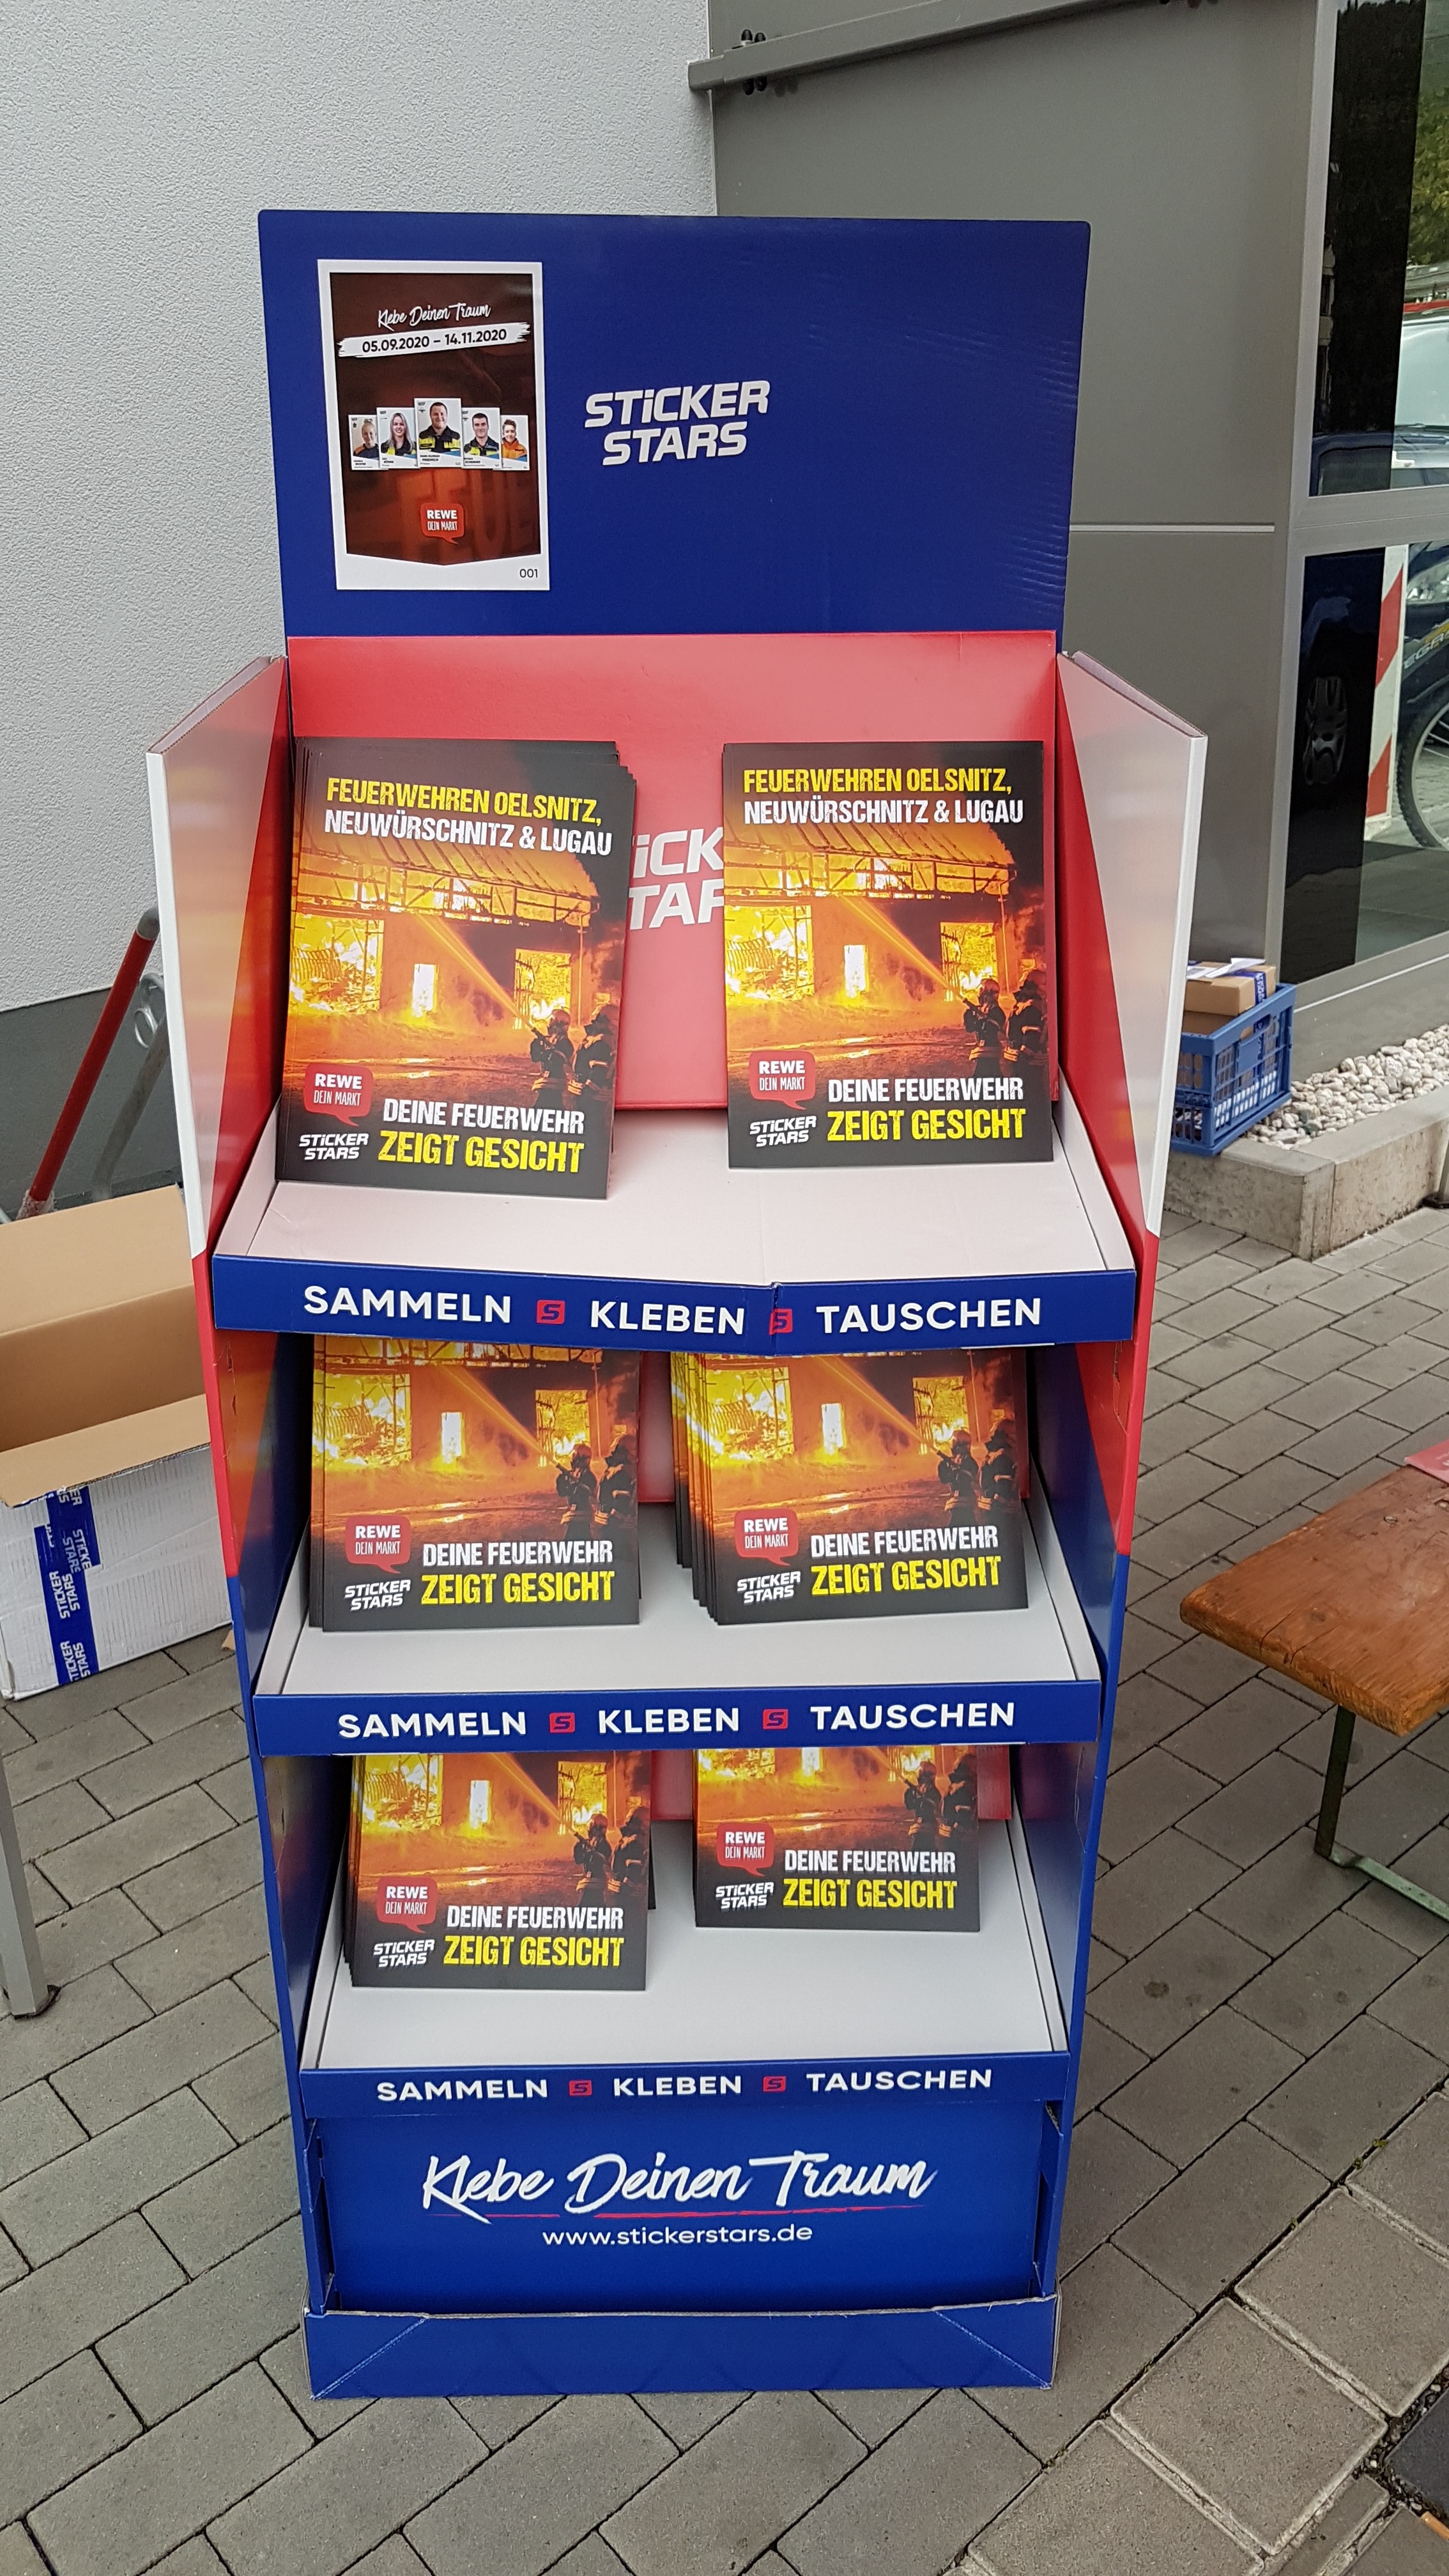 Klebe Deinen Traum
05.09.2020 – 14.11.2020
REWE
DEIN MARKT
001
STiCKER
STARS
FEUERWEHREN OELSNITZ,
NEUWÜRSCHNITZ & LUGAU
REWE
DEIN MARKT
DEINE FEUERWEHR
STiCKER
STARS
ZEIGT GESICHT
FEUERWEHREN OELSNITZ,
NEUWÜRSCHNITZ & LUGAU
REWE
DEIN MARKT
DEINE FEUERWEHR
STiCKER
STARS
ZEIGT GESICHT
SAMMELN S KLEBEN S TAUSCHEN
REWE
DEIN MARKT
DEINE FEUERWEHR
STiCKER
STARS
ZEIGT GESICHT
REWE
DEIN MARKT
DEINE FEUERWEHR
STiCKER
STARS
ZEIGT GESICHT
SAMMELN S KLEBEN S TAUSCHEN
REWE
DEIN MARKT
DEINE FEUERWEHR
STiCKER
STARS
ZEIGT GESICHT
REWE
DEIN MARKT
DEINE FEUERWEHR
STiCKER
STARS
ZEIGT GESICHT
SAMMELN S KLEBEN S TAUSCHEN
Klebe Deinen Traum
www.stickerstars.de
STiCKER
STARS